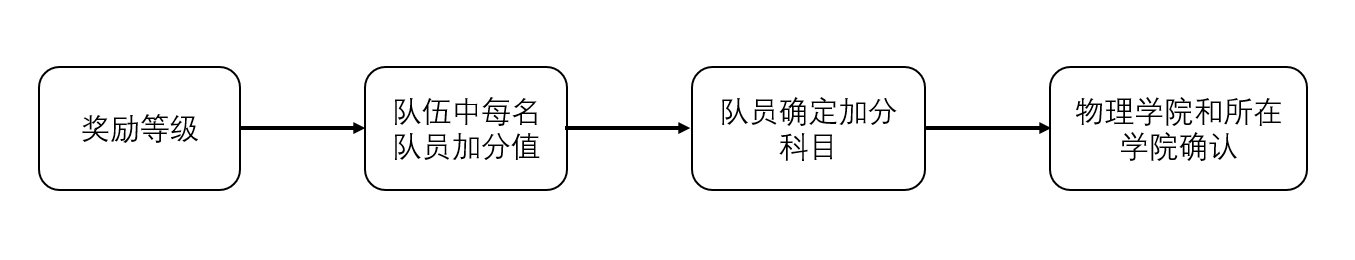 奖励等级
队伍中每名
队员加分值
队员确定加分
科目
物理学院和所在
学院确认